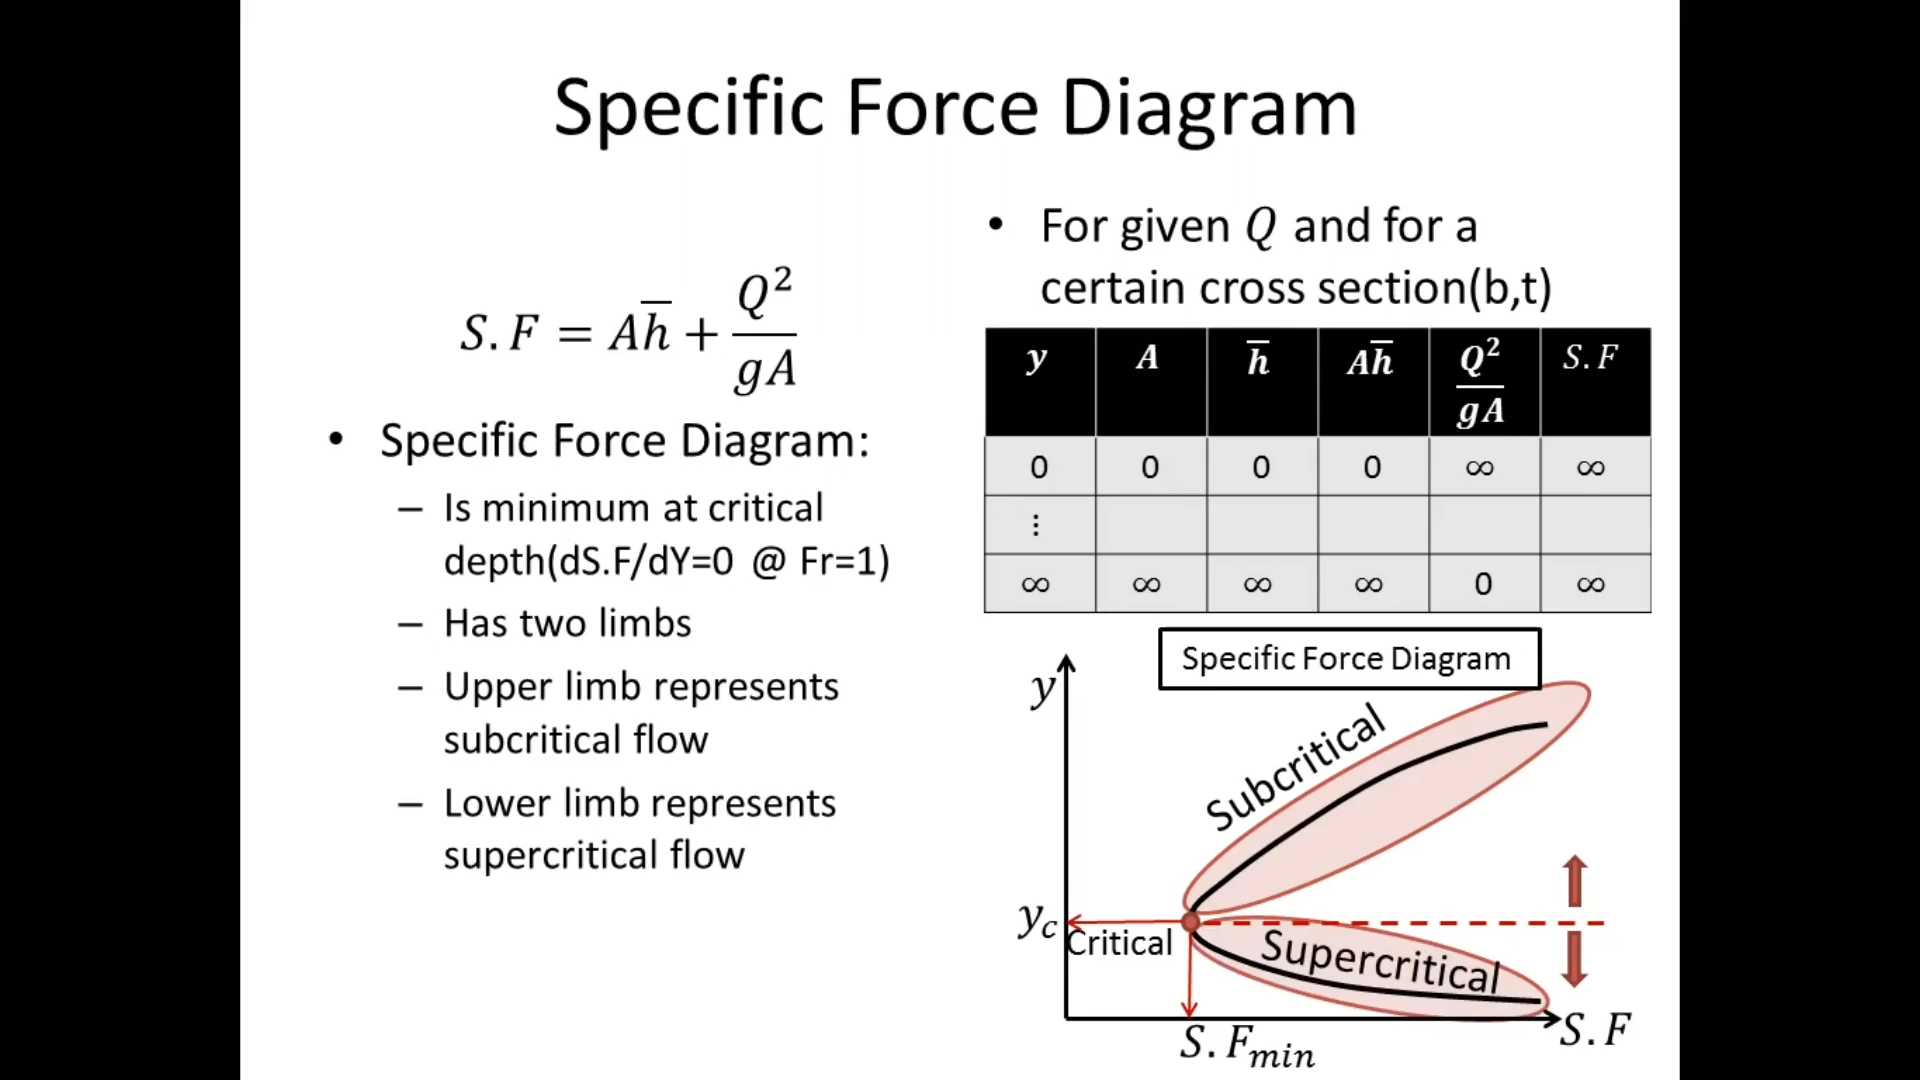 Specific Force Diagram
S.F = Ah̅ + Q²/gA
• Specific Force Diagram:
– Is minimum at critical
depth(dS.F/dY=0 @ Fr=1)
– Has two limbs
– Upper limb represents
subcritical flow
– Lower limb represents
supercritical flow
• For given Q and for a
certain cross section(b,t)
y A h̅ Ah̅ Q²/gA S.F
0 0 0 0 ∞ ∞
⋮
∞ ∞ ∞ ∞ 0 ∞
Specific Force Diagram
y
Subcritical
y_c
Critical
Supercritical
S.F
S.F_min